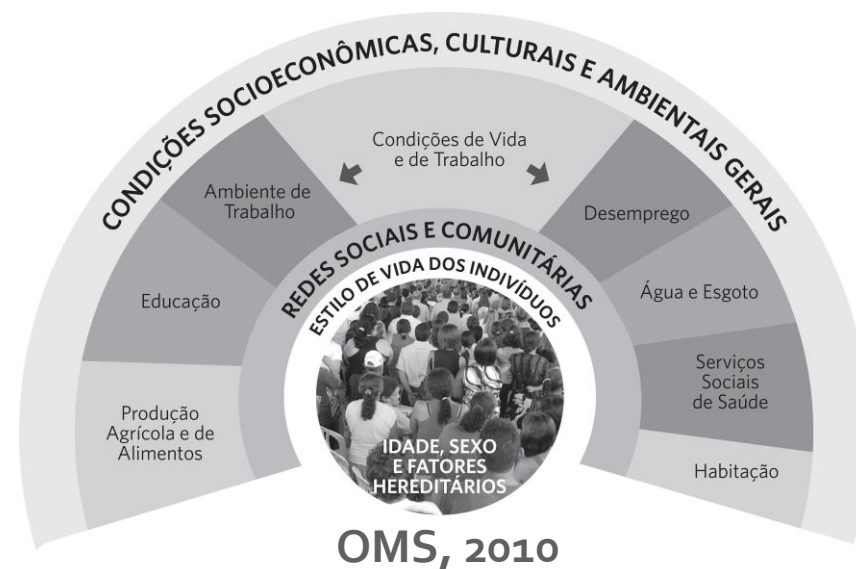 CONDIÇÕES SOCIOECONÔMICAS, CULTURAIS E AMBIENTAIS GERAIS
Condições de Vida
e de Trabalho
Ambiente de
Trabalho
Desemprego
REDES SOCIAIS E COMUNITÁRIAS
ESTILO DE VIDA DOS INDIVÍDUOS
Educação
Água e Esgoto
Serviços
Sociais
de Saúde
Produção
Agrícola e de
Alimentos
Habitação
IDADE, SEXO
E FATORES
HEREDITÁRIOS
OMS, 2010